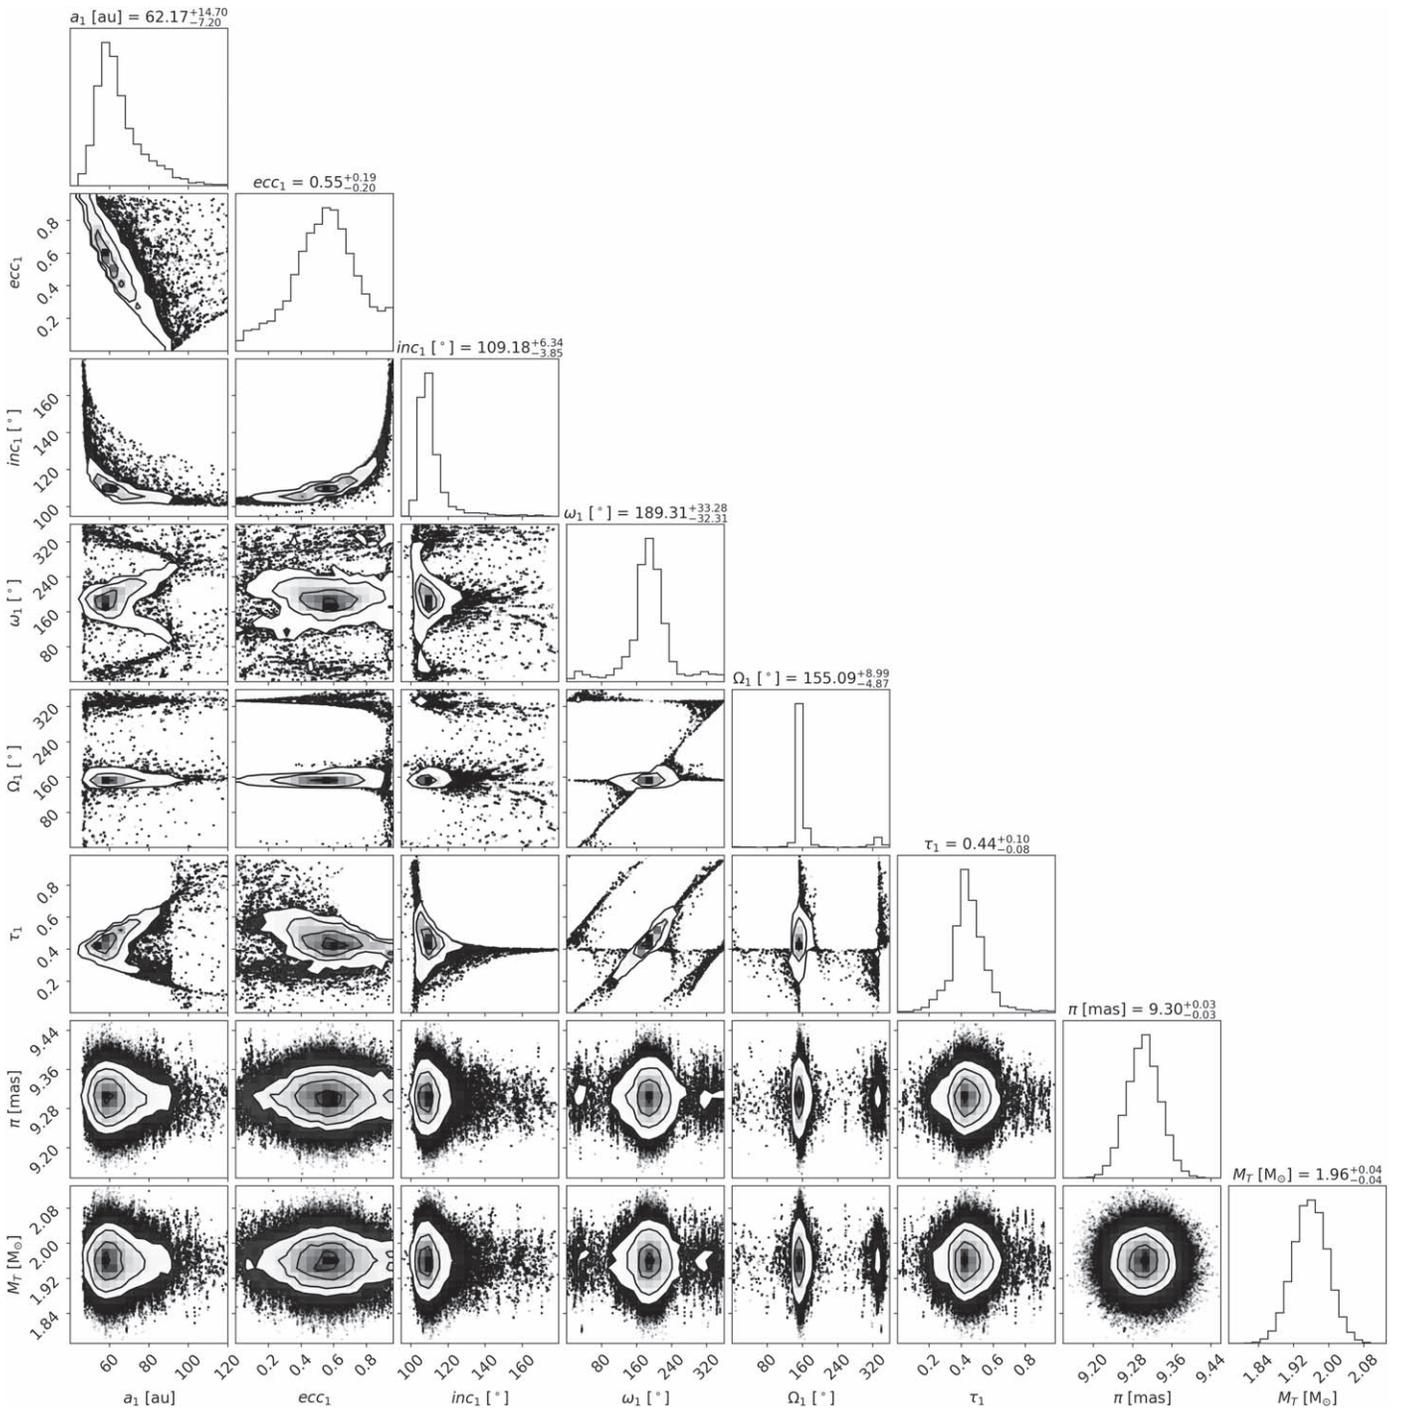 a₁ [au] = 62.17+14.70−7.20
ecc₁ = 0.55+0.19−0.20
0.8
0.6
0.4
0.2
ecc₁
inc₁ [°] = 109.18+6.34−3.85
160
140
120
100
inc₁ [°]
ω₁ [°] = 189.31+33.28−32.31
320
240
160
80
ω₁ [°]
Ω₁ [°] = 155.09+8.99−4.87
320
240
160
80
Ω₁ [°]
τ₁ = 0.44+0.10−0.08
0.8
0.6
0.4
0.2
τ₁
π [mas] = 9.30+0.03−0.03
9.44
9.36
9.28
9.20
π [mas]
M_T [M⊙] = 1.96+0.04−0.04
2.08
2.00
1.92
1.84
M_T [M⊙]
60 80 100 120 0.2 0.4 0.6 0.8 100 120 140 160 80 160 240 320 80 160 240 320 0.2 0.4 0.6 0.8 9.20 9.28 9.36 9.44 1.84 1.92 2.00 2.08
a₁ [au] ecc₁ inc₁ [°] ω₁ [°] Ω₁ [°] τ₁ π [mas] M_T [M⊙]